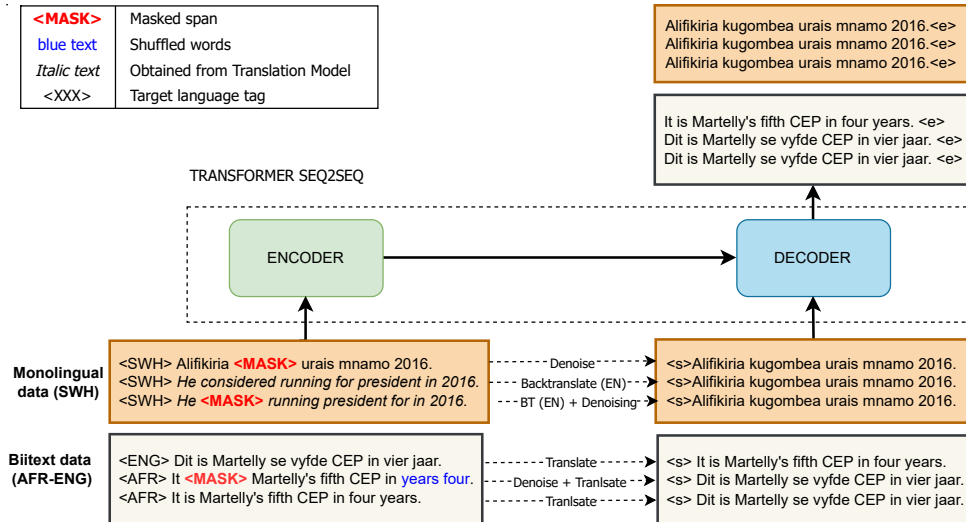 <MASK> Masked span
blue text Shuffled words
Italic text Obtained from Translation Model
<XXX> Target language tag
Alifikiria kugombea urais mnamo 2016.<e>
Alifikiria kugombea urais mnamo 2016.<e>
Alifikiria kugombea urais mnamo 2016.<e>
It is Martelly's fifth CEP in four years. <e>
Dit is Martelly se vyfde CEP in vier jaar. <e>
Dit is Martelly se vyfde CEP in vier jaar. <e>
TRANSFORMER SEQ2SEQ
ENCODER
DECODER
Monolingual
data (SWH)
<SWH> Alifikiria <MASK> urais mnamo 2016.
<SWH> He considered running for president in 2016.
<SWH> He <MASK> running president for in 2016.
Denoise
Backtranslate (EN)
BT (EN) + Denoising
<s>Alifikiria kugombea urais mnamo 2016.
<s>Alifikiria kugombea urais mnamo 2016.
<s>Alifikiria kugombea urais mnamo 2016.
Biitext data
(AFR-ENG)
<ENG> Dit is Martelly se vyfde CEP in vier jaar.
<AFR> It <MASK> Martelly's fifth CEP in years four.
<AFR> It is Martelly's fifth CEP in four years.
Translate
Denoise + Tranlsate
Tranlsate
<s> It is Martelly's fifth CEP in four years.
<s> Dit is Martelly se vyfde CEP in vier jaar.
<s> Dit is Martelly se vyfde CEP in vier jaar.